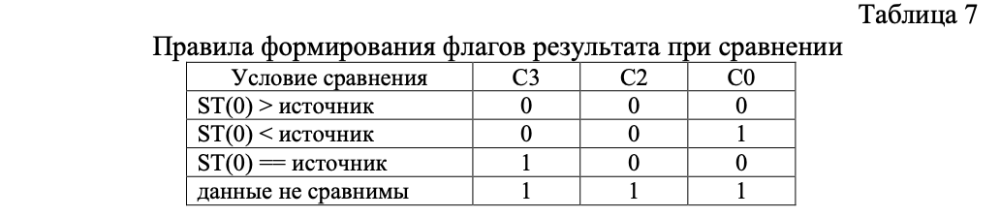 Таблица 7
Правила формирования флагов результата при сравнении
Условие сравнения C3 C2 C0
ST(0) > источник 0 0 0
ST(0) < источник 0 0 1
ST(0) == источник 1 0 0
данные не сравнимы 1 1 1